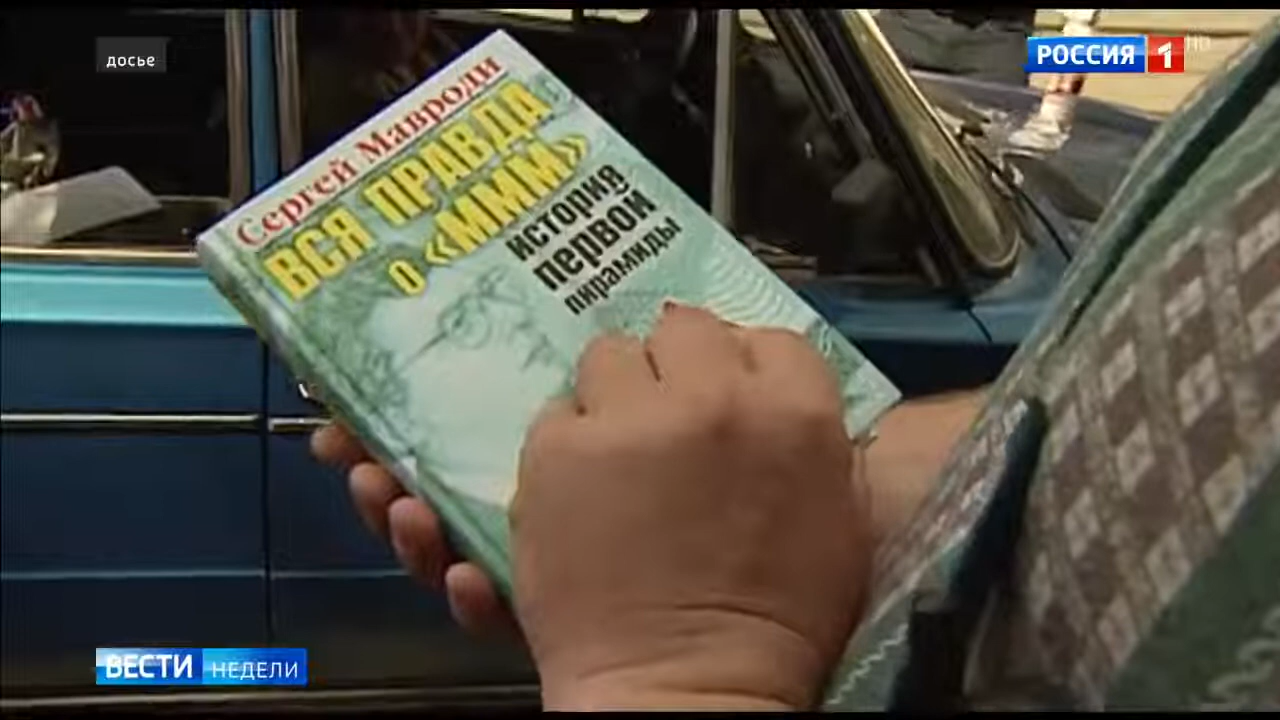 досье
РОССИЯ 1 HD
Сергей Мавроди
ВСЯ ПРАВДА
о «МММ»
история
первой
пирамиды
ВЕСТИ НЕДЕЛИ